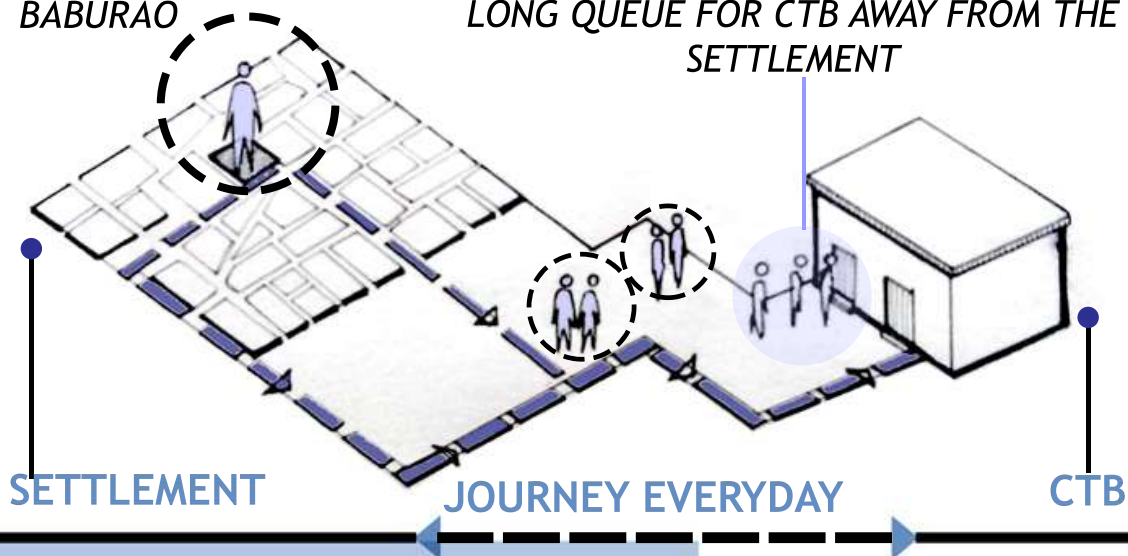 BABURAO
LONG QUEUE FOR CTB AWAY FROM THE
SETTLEMENT
SETTLEMENT
JOURNEY EVERYDAY
CTB